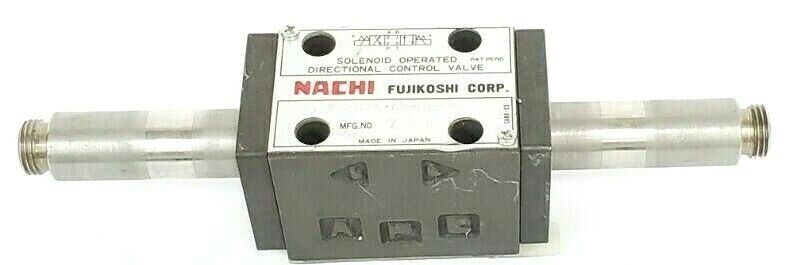 A B
P T
SOLENOID OPERATED PAT PEND
DIRECTIONAL CONTROL VALVE
NACHI FUJIKOSHI CORP.
MFG.NO.
MADE IN JAPAN